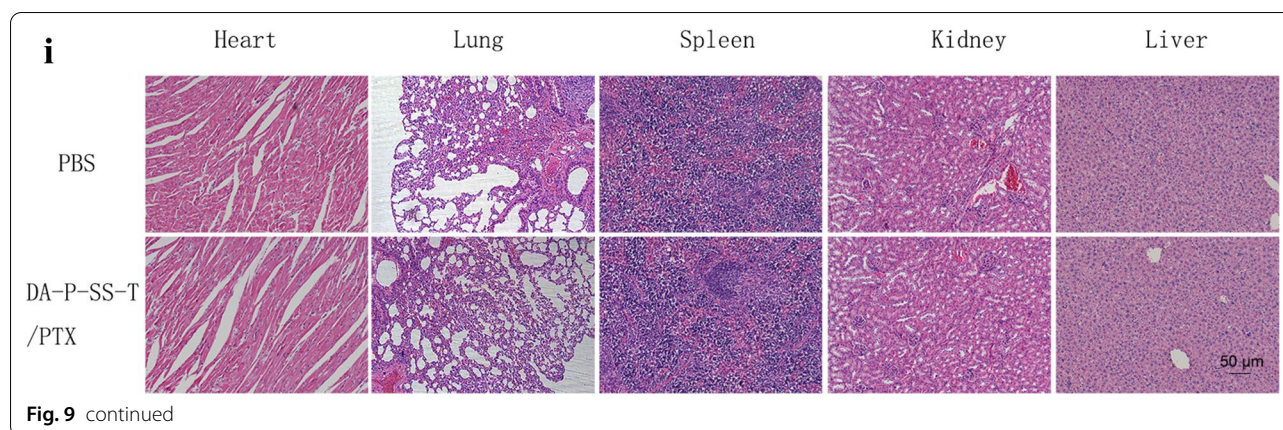 i
Heart Lung Spleen Kidney Liver
PBS
DA-P-SS-T
/PTX
50 μm
Fig. 9 continued